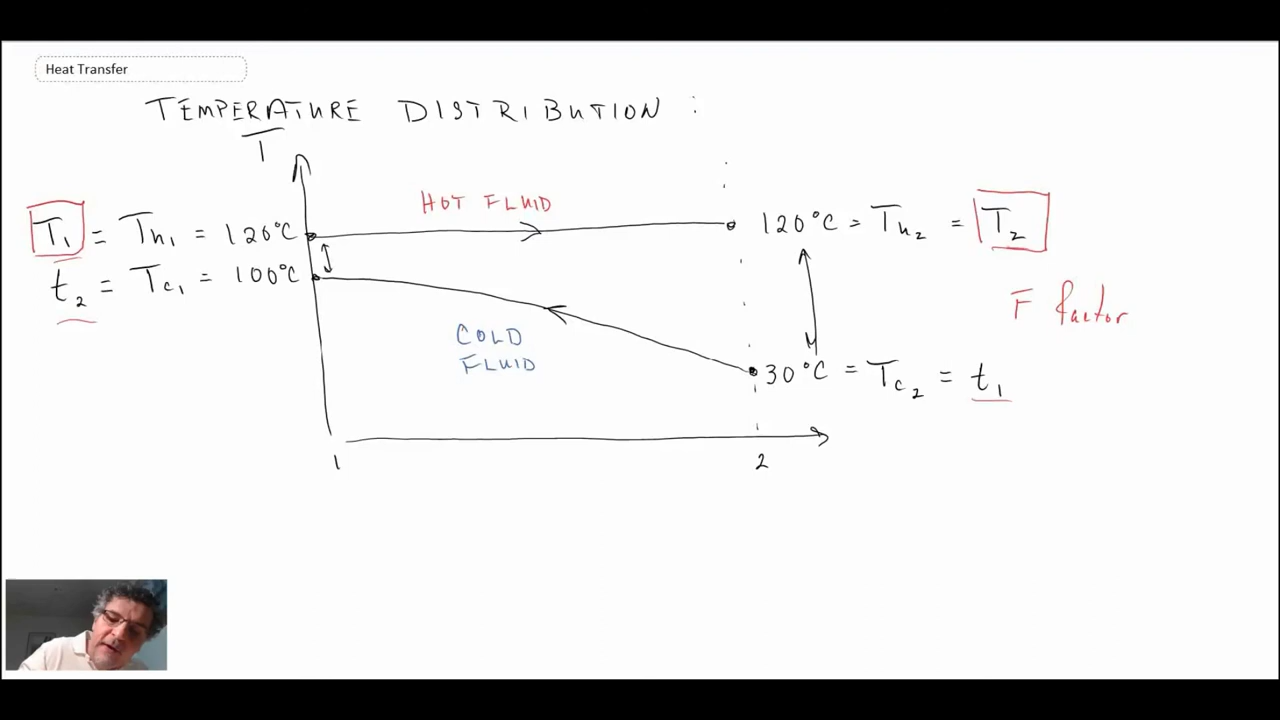 Heat Transfer
TEMPERATURE DISTRIBUTION :
T
HOT FLUID
T₁ = Th₁ = 120°C
120°C = Th₂ = T₂
t₂ = Tc₁ = 100°C
F factor
COLD
FLUID
30°C = Tc₂ = t₁
1
2